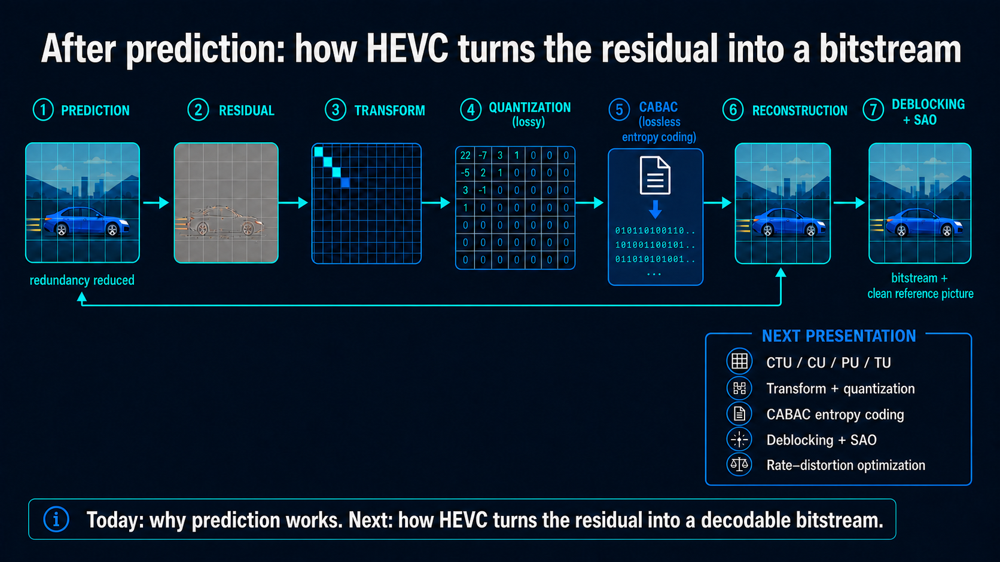 After prediction: how HEVC turns the residual into a bitstream
1 PREDICTION
2 RESIDUAL
3 TRANSFORM
4 QUANTIZATION
(lossy)
5 CABAC
(lossless
entropy coding)
6 RECONSTRUCTION
7 DEBLOCKING
+ SAO
22 -7 3 1 0 0 0
-5 2 1 0 0 0 0
3 -1 0 0 0 0 0
1 0 0 0 0 0 0
0 0 0 0 0 0 0
0 0 0 0 0 0 0
0 0 0 0 0 0 0
010110100110..
101001100101..
011010101001..
...
redundancy reduced
bitstream +
clean reference picture
NEXT PRESENTATION
CTU / CU / PU / TU
Transform + quantization
CABAC entropy coding
Deblocking + SAO
Rate–distortion optimization
i Today: why prediction works. Next: how HEVC turns the residual into a decodable bitstream.